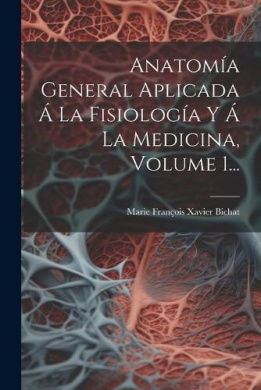 Anatomía
General Aplicada
Á La Fisiología Y Á
La Medicina,
Volume 1...
Marie François Xavier Bichat